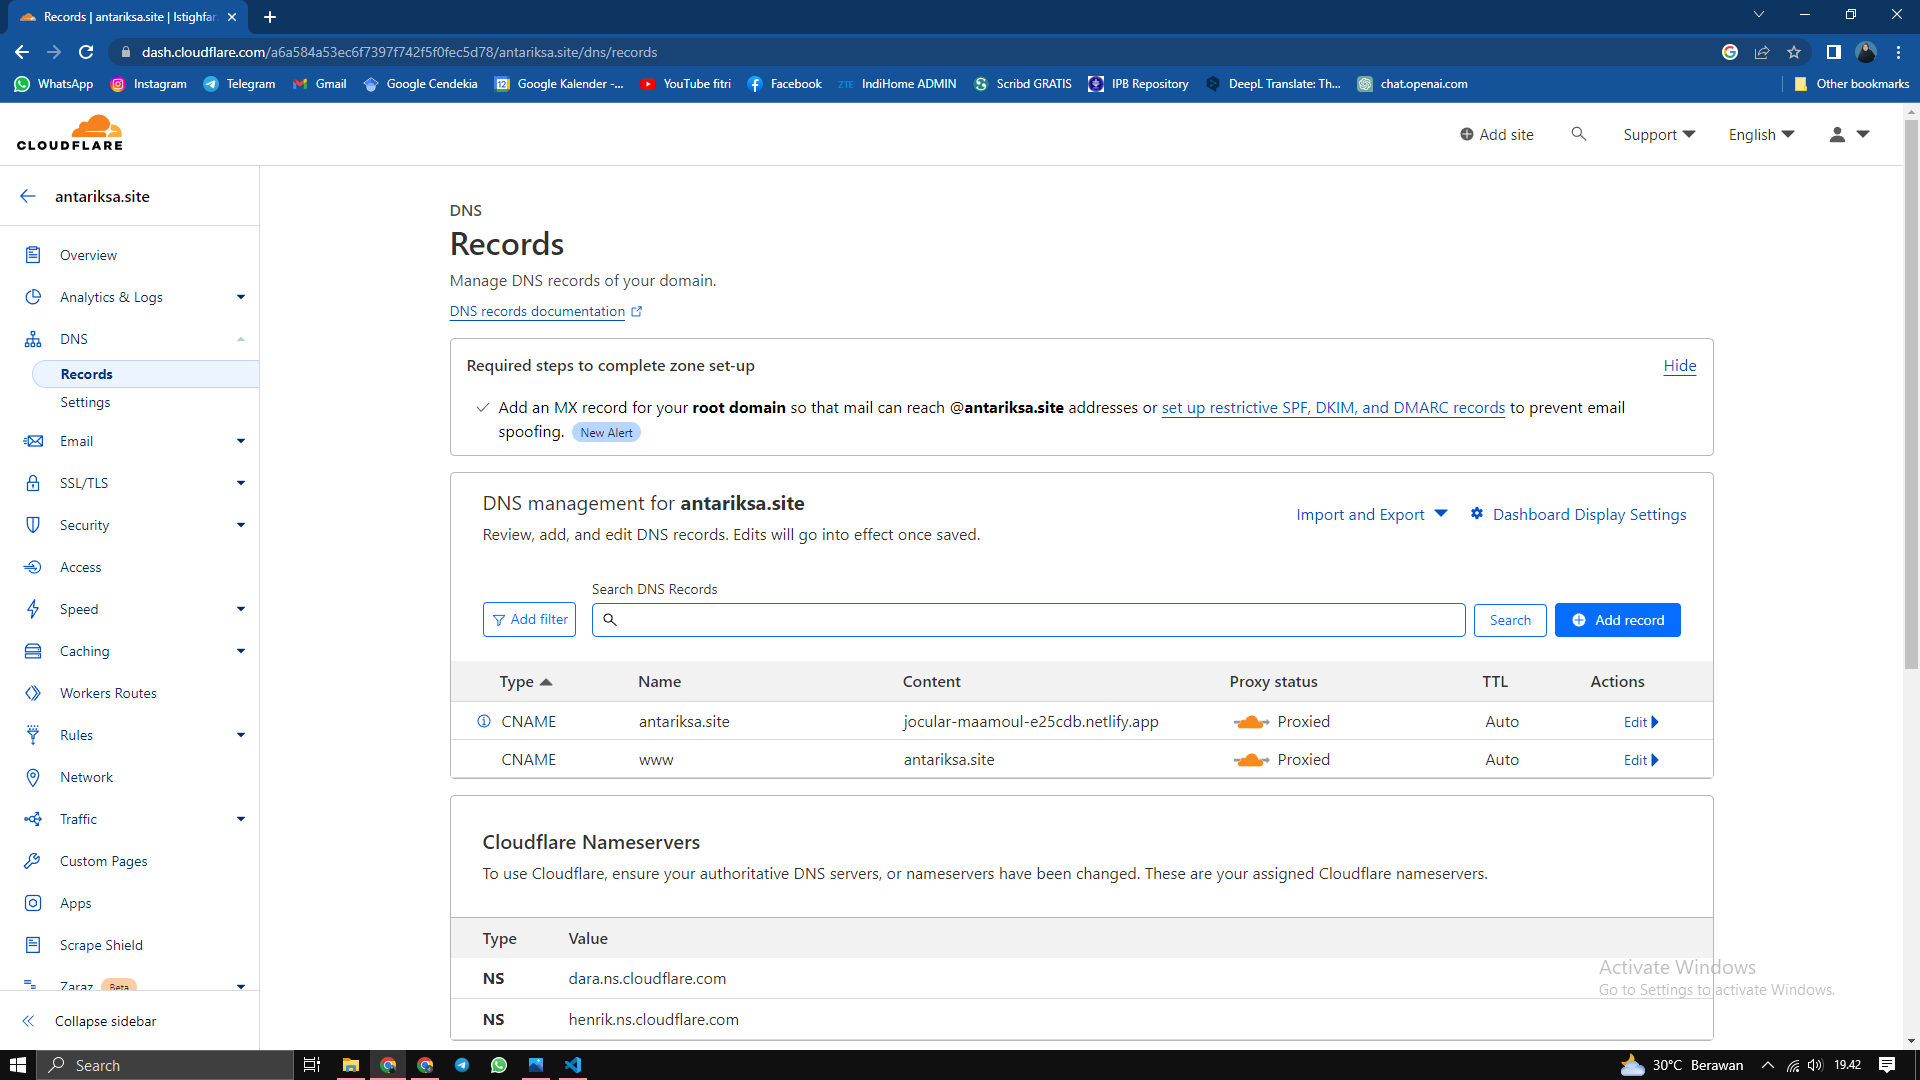 Records | antariksa.site | Istighfar
dash.cloudflare.com/a6a584a53ec6f7397f742f5f0fec5d78/antariksa.site/dns/records
WhatsApp Instagram Telegram Gmail Google Cendekia Google Kalender -... YouTube fitri Facebook ZTE IndiHome ADMIN Scribd GRATIS IPB Repository DeepL Translate: Th... chat.openai.com Other bookmarks
CLOUDFLARE
Add site Support English
antariksa.site
Overview
Analytics & Logs
DNS
Records
Settings
Email
SSL/TLS
Security
Access
Speed
Caching
Workers Routes
Rules
Network
Traffic
Custom Pages
Apps
Scrape Shield
Zaraz Beta
Collapse sidebar
DNS
Records
Manage DNS records of your domain.
DNS records documentation
Required steps to complete zone set-up Hide
Add an MX record for your root domain so that mail can reach @antariksa.site addresses or set up restrictive SPF, DKIM, and DMARC records to prevent email
spoofing. New Alert
DNS management for antariksa.site
Review, add, and edit DNS records. Edits will go into effect once saved.
Import and Export Dashboard Display Settings
Search DNS Records
Add filter Search Add record
Type Name Content Proxy status TTL Actions
CNAME antariksa.site jocular-maamoul-e25cdb.netlify.app Proxied Auto Edit
CNAME www antariksa.site Proxied Auto Edit
Cloudflare Nameservers
To use Cloudflare, ensure your authoritative DNS servers, or nameservers have been changed. These are your assigned Cloudflare nameservers.
Type Value
NS dara.ns.cloudflare.com
NS henrik.ns.cloudflare.com
Activate Windows
Go to Settings to activate Windows.
Search 30°C Berawan 19.42